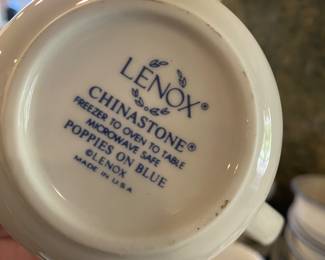 LENOX®
CHINASTONE®
FREEZER TO OVEN TO TABLE
MICROWAVE SAFE
POPPIES ON BLUE
©LENOX
MADE IN U.S.A.